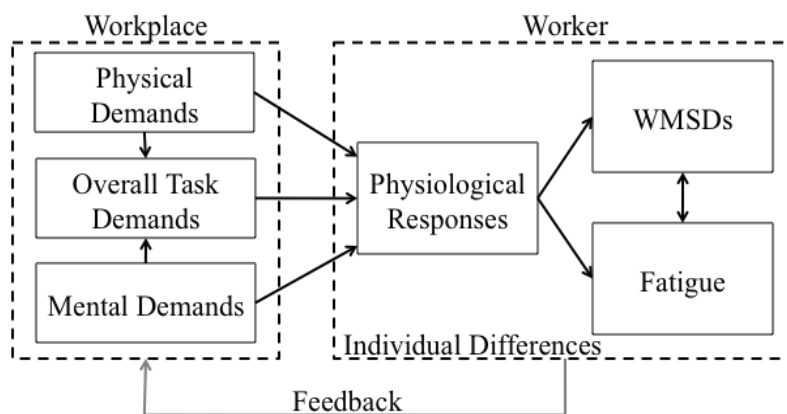 Workplace
Worker
Physical
Demands
Overall Task
Demands
Mental Demands
Physiological
Responses
WMSDs
Fatigue
Individual Differences
Feedback